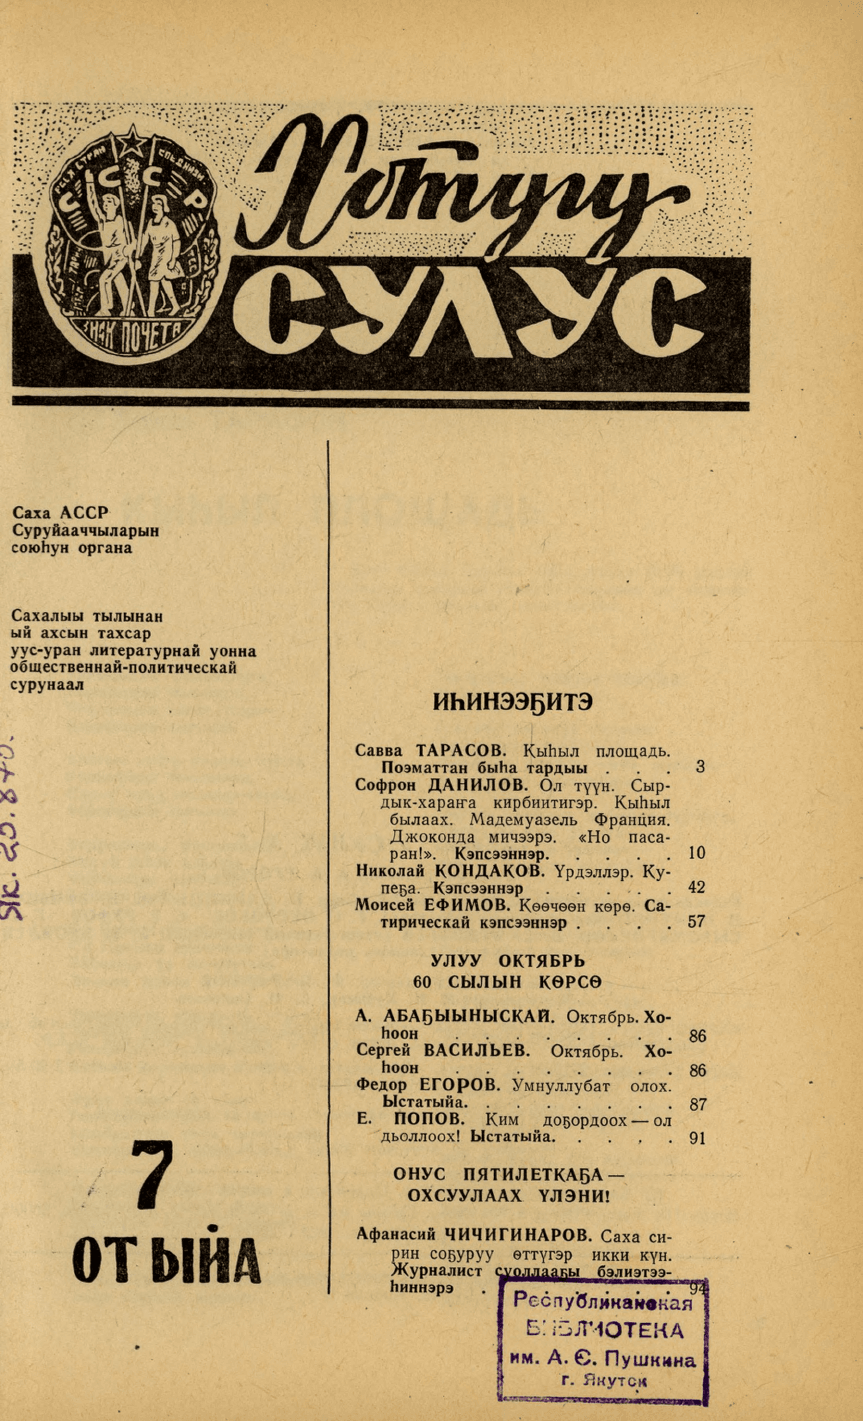 Хотугу
СУЛУС
СССР
ЗНАК ПОЧЕТА
Саха АССР
Суруйааччыларын
союһун органа
Сахалыы тылынан
ый ахсын тахсар
уус-уран литературнай уонна
общественнай-политическай
сурунаал
7
ОТ ЫЙА
ИҺИНЭЭҔИТЭ
Савва ТАРАСОВ. Кыһыл площадь.
Поэматтан быһа тардыы . . . 3
Софрон ДАНИЛОВ. Ол түүн. Сыр-
дык-хараҥа кирбиитигэр. Кыһыл
былаах. Мадемуазель Франция.
Джоконда мичээрэ. «Но паса-
ран!». Кэпсээннэр. . . . . 10
Николай КОНДАКОВ. Үрдэллэр. Ку-
пеҕа. Кэпсээннэр . . . . . 42
Моисей ЕФИМОВ. Көөчөөн көрө. Са-
тирическай кэпсээннэр . . . . 57
УЛУУ ОКТЯБРЬ
60 СЫЛЫН КӨРСӨ
А. АБАҔЫЫНЫСКАЙ. Октябрь. Хо-
һоон . . . . . . . . 86
Сергей ВАСИЛЬЕВ. Октябрь. Хо-
һоон . . . . . . . . 86
Федор ЕГОРОВ. Умнуллубат олох.
Ыстатыйа. . . . . . . . 87
Е. ПОПОВ. Ким доҕордоох — ол
дьоллоох! Ыстатыйа. . . . . 91
ОНУС ПЯТИЛЕТКАҔА —
ОХСУУЛААХ ҮЛЭНИ!
Афанасий ЧИЧИГИНАРОВ. Саха си-
рин соҕуруу өттүгэр икки күн.
Журналист суоллааҕы бэлиэтээ-
һиннэрэ . . . . . . 94
Республиканская
БИБЛИОТЕКА
им. А. С. Пушкина
г. Якутск